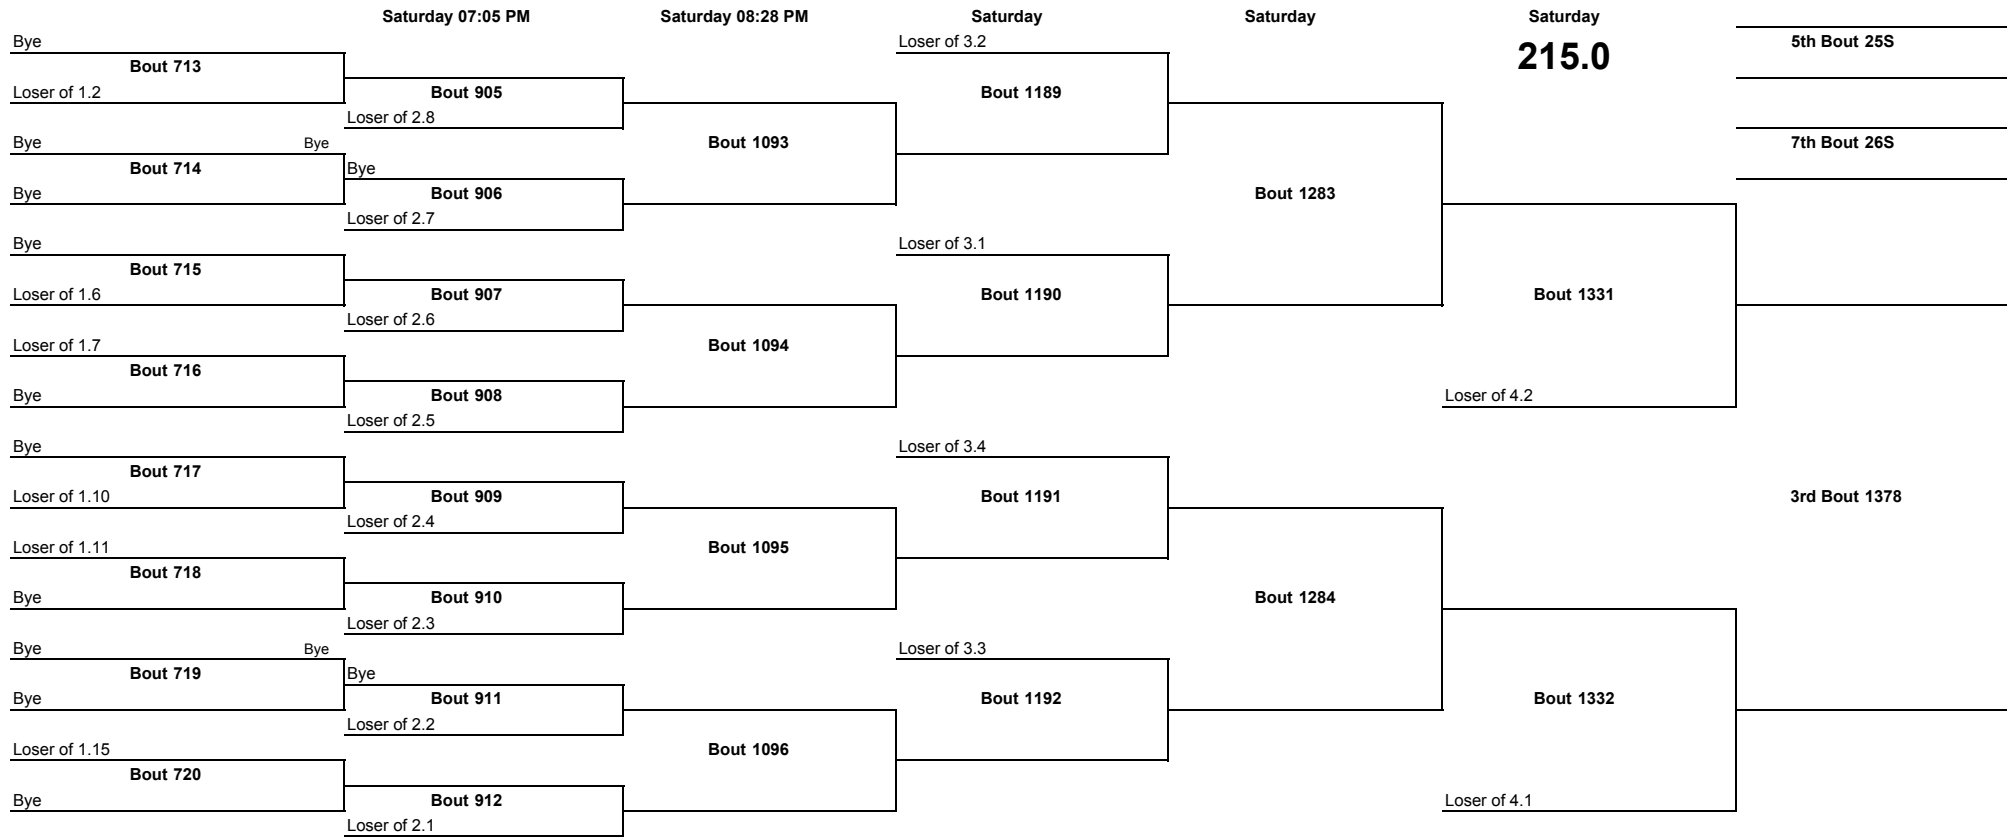 Saturday 07:05 PM Saturday 08:28 PM Saturday Saturday Saturday
Bye Loser of 3.2 215.0 5th Bout 25S
Bout 713
Loser of 1.2 Bout 905 Bout 1189
Loser of 2.8
Bye Bye Bout 1093 7th Bout 26S
Bout 714 Bye
Bye Bout 906 Bout 1283
Loser of 2.7
Bye Loser of 3.1
Bout 715
Loser of 1.6 Bout 907 Bout 1190 Bout 1331
Loser of 2.6
Loser of 1.7 Bout 1094
Bout 716
Bye Bout 908 Loser of 4.2
Loser of 2.5
Bye Loser of 3.4
Bout 717
Loser of 1.10 Bout 909 Bout 1191 3rd Bout 1378
Loser of 2.4
Loser of 1.11 Bout 1095
Bout 718
Bye Bout 910 Bout 1284
Loser of 2.3
Bye Bye Loser of 3.3
Bout 719 Bye
Bye Bout 911 Bout 1192 Bout 1332
Loser of 2.2
Loser of 1.15 Bout 1096
Bout 720
Bye Bout 912 Loser of 4.1
Loser of 2.1